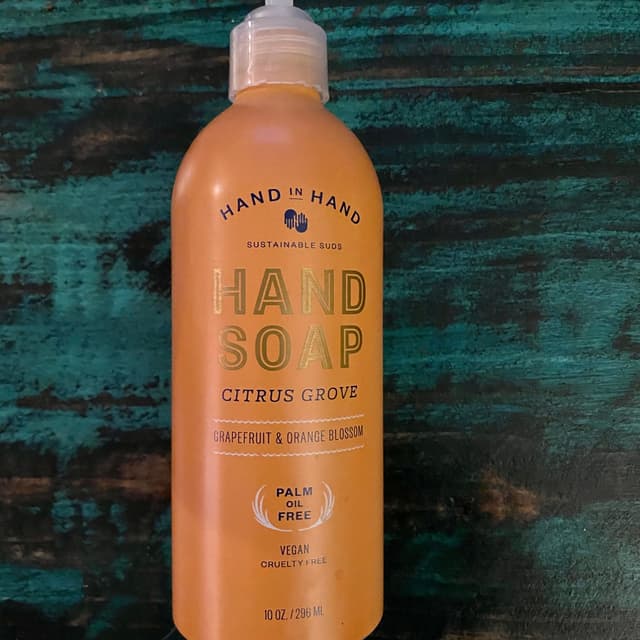 HAND IN HAND
SUSTAINABLE SUDS
HAND
SOAP
CITRUS GROVE
GRAPEFRUIT & ORANGE BLOSSOM
PALM
OIL
FREE
VEGAN
CRUELTY FREE
10 OZ. / 296 ML